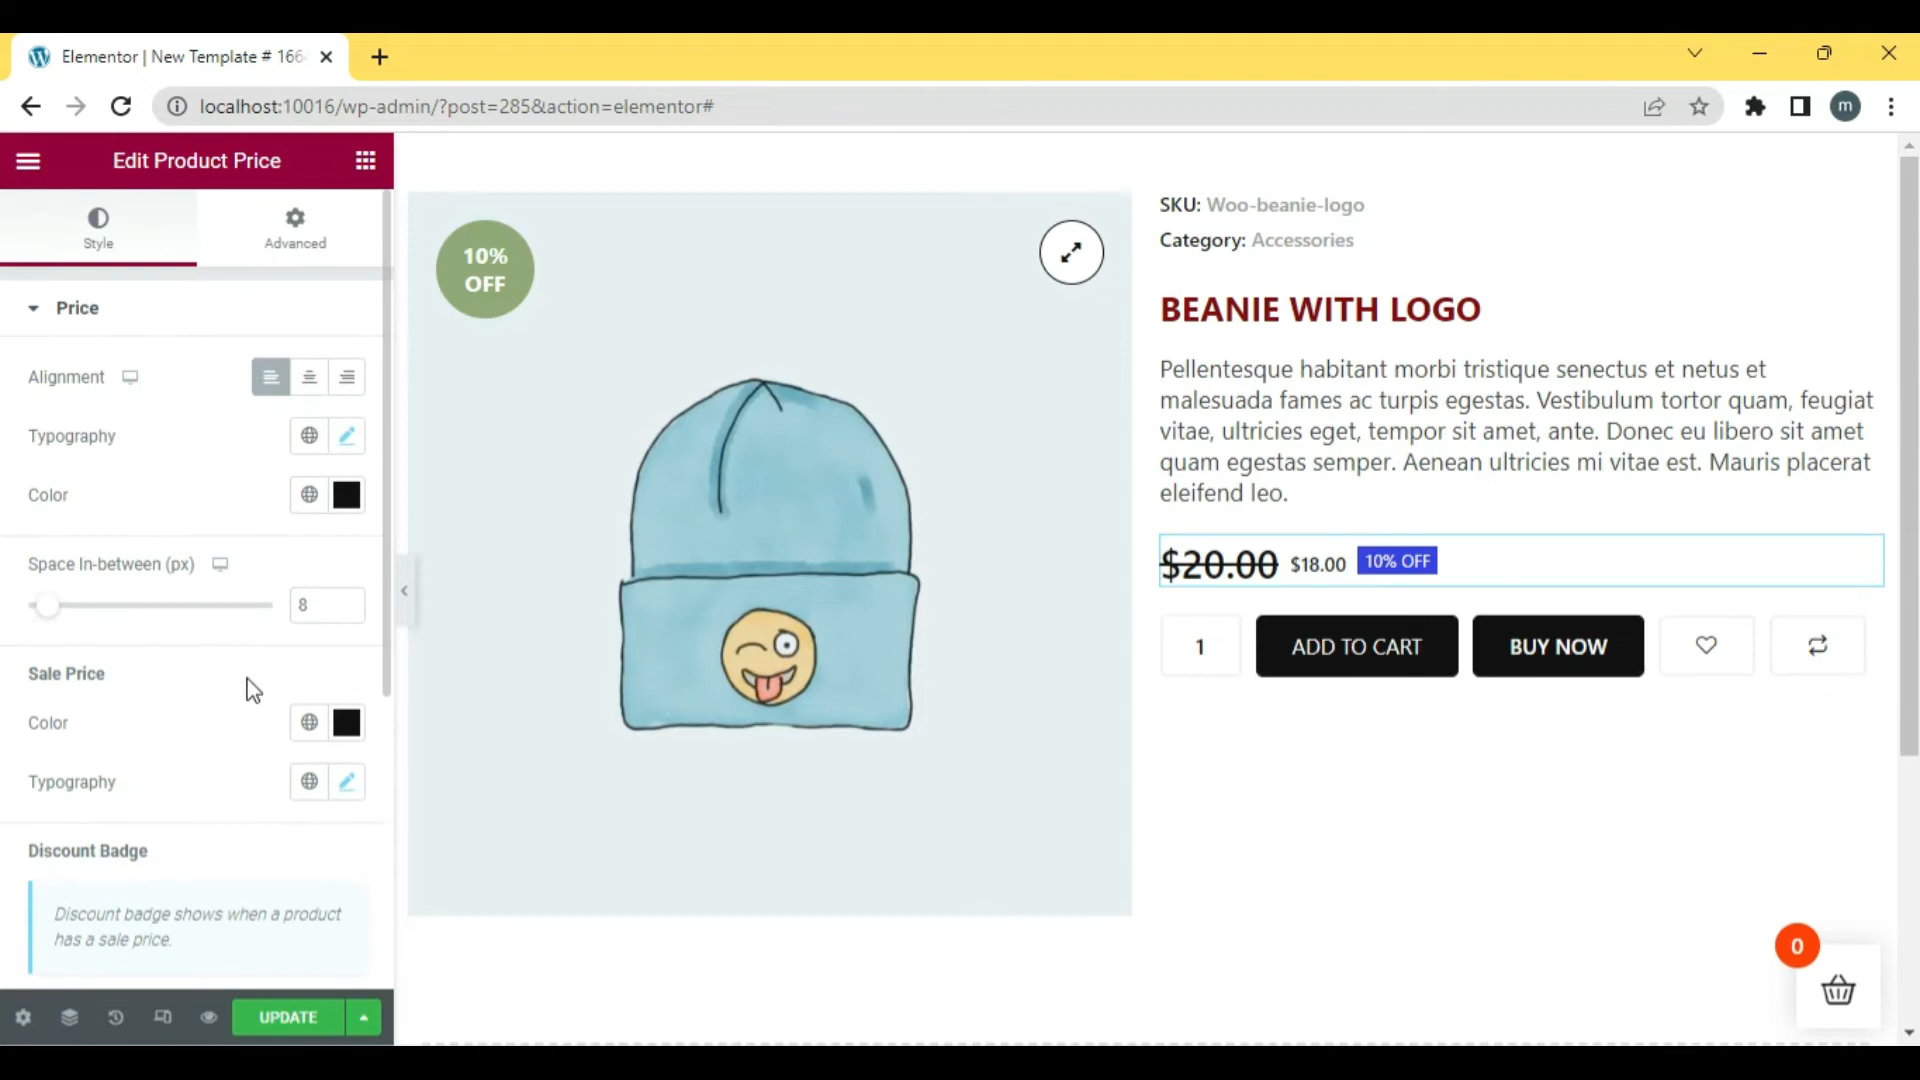 Elementor | New Template # 166
localhost:10016/wp-admin/?post=285&action=elementor#
m
Edit Product Price
Style
Advanced
Price
Alignment
Typography
Color
Space In-between (px)
8
Sale Price
Color
Typography
Discount Badge
Discount badge shows when a product
has a sale price.
UPDATE
10%
OFF
SKU: Woo-beanie-logo
Category: Accessories
BEANIE WITH LOGO
Pellentesque habitant morbi tristique senectus et netus et
malesuada fames ac turpis egestas. Vestibulum tortor quam, feugiat
vitae, ultricies eget, tempor sit amet, ante. Donec eu libero sit amet
quam egestas semper. Aenean ultricies mi vitae est. Mauris placerat
eleifend leo.
$20.00 $18.00 10% OFF
1 ADD TO CART BUY NOW
0